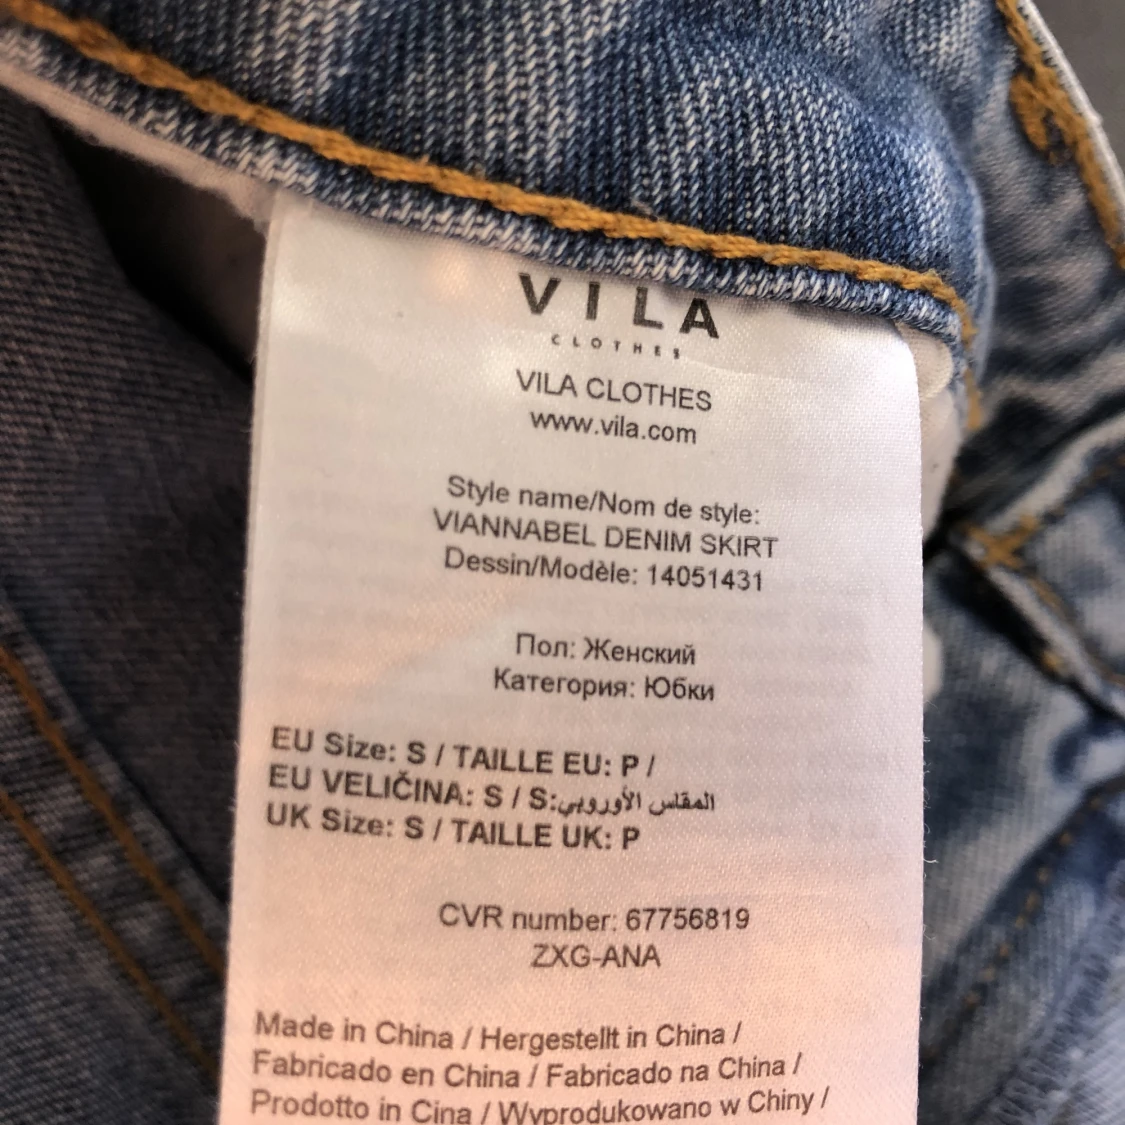 VILA
CLOTHES
VILA CLOTHES
www.vila.com
Style name/Nom de style:
VIANNABEL DENIM SKIRT
Dessin/Modèle: 14051431
Пол: Женский
Категория: Юбки
EU Size: S / TAILLE EU: P /
EU VELIČINA: S / S:المقاس الأوروبي
UK Size: S / TAILLE UK: P
CVR number: 67756819
ZXG-ANA
Made in China / Hergestellt in China /
Fabricado en China / Fabricado na China /
Prodotto in Cina / Wyprodukowano w Chiny /